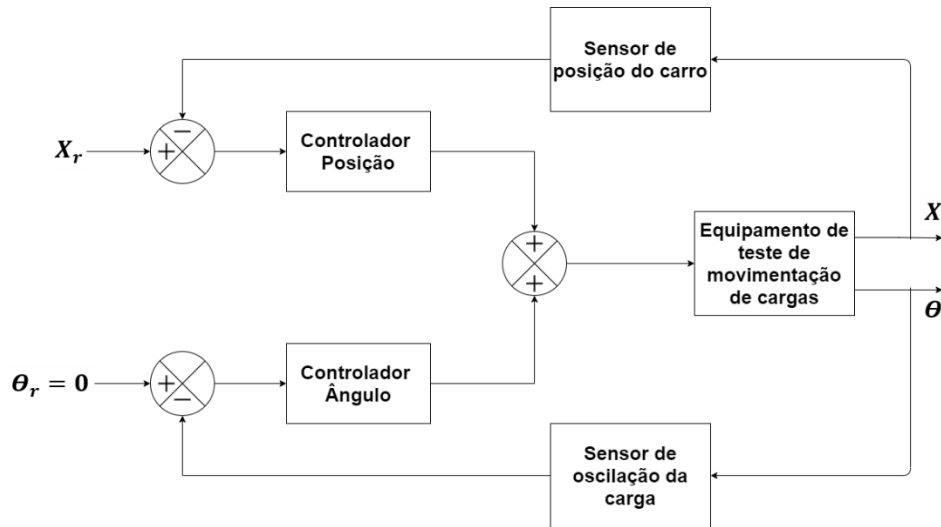 Sensor de
posição do carro
−
X_r
+
Controlador
Posição
+
+
Equipamento de
teste de
movimentação
de cargas
X
θ
θ_r = 0
+
−
Controlador
Ângulo
Sensor de
oscilação da
carga